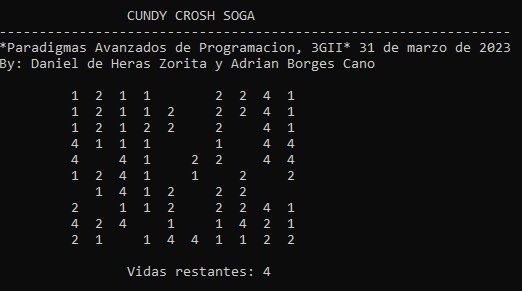 CUNDY CROSH SOGA
----------------------------------------------------------------
*Paradigmas Avanzados de Programacion, 3GII* 31 de marzo de 2023
By: Daniel de Heras Zorita y Adrian Borges Cano
1  2  1  1        2  2  4  1
1  2  1  1  2     2  2  4  1
1  2  1  2  2     2     4  1
4  1  1  1        1     4  4
4     4  1     2  2     4  4
1  2  4  1     1     2     2
   1  4  1  2     2  2
2     1  1  2     2  2  4  1
4  2  4     1     1  4  2  1
2  1     1  4  4  1  1  2  2
Vidas restantes: 4